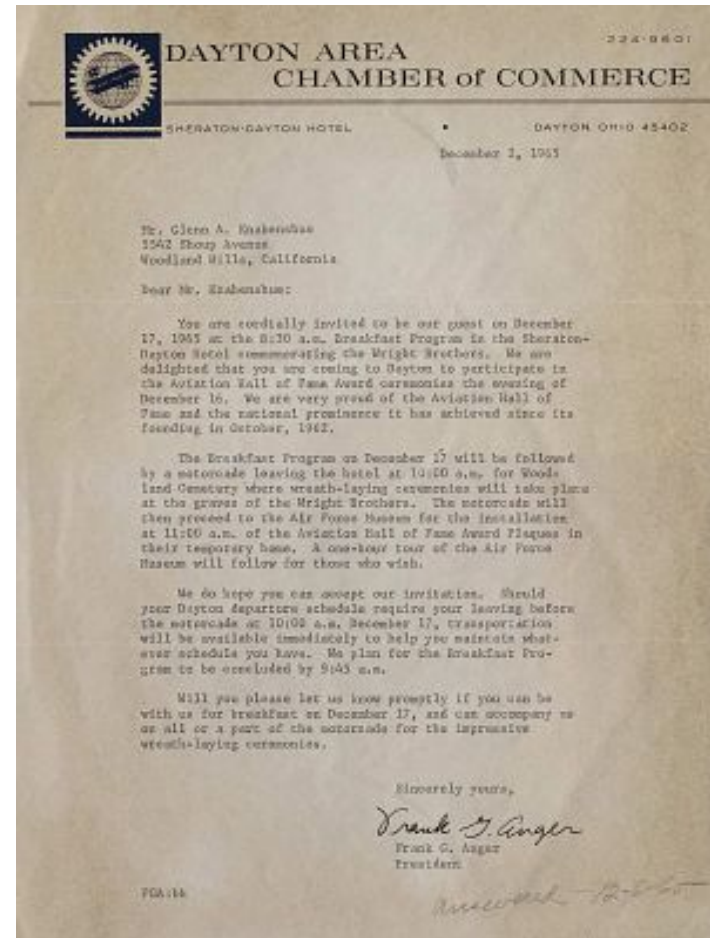 224-8601
DAYTON AREA
CHAMBER of COMMERCE
SHERATON-DAYTON HOTEL • DAYTON, OHIO 45402
December 2, 1965
Mr. Glenn A. Knabenshue
5542 Shoup Avenue
Woodland Hills, California
Dear Mr. Knabenshue:
You are cordially invited to be our guest on December
17, 1965 at the 8:30 a.m. Breakfast Program in the Sheraton-
Dayton Hotel commemorating the Wright Brothers. We are
delighted that you are coming to Dayton to participate in
the Aviation Hall of Fame Award ceremonies the evening of
December 16. We are very proud of the Aviation Hall of
Fame and the national prominence it has achieved since its
founding in October, 1962.
The Breakfast Program on December 17 will be followed
by a motorcade leaving the hotel at 10:00 a.m. for Wood-
land Cemetery where wreath-laying ceremonies will take place
at the graves of the Wright Brothers. The motorcade will
then proceed to the Air Force Museum for the installation
at 11:00 a.m. of the Aviation Hall of Fame Award Plaques in
their temporary home. A one-hour tour of the Air Force
Museum will follow for those who wish.
We do hope you can accept our invitation. Should
your Dayton departure schedule require your leaving before
the motorcade at 10:00 a.m. December 17, transportation
will be available immediately to help you maintain what-
ever schedule you have. We plan for the Breakfast Pro-
gram to be concluded by 9:45 a.m.
Will you please let us know promptly if you can be
with us for breakfast on December 17, and can accompany us
on all or a part of the motorcade for the impressive
wreath-laying ceremonies.
Sincerely yours,
Frank G. Anger
Frank G. Anger
President
FGA:bb
answered